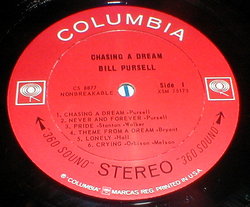 COLUMBIA
CHASING A DREAM
BILL PURSELL
CS 8877
NONBREAKABLE
Side 1
XSM 75173
1 CHASING A DREAM -Pursell-
2 NEVER AND FOREVER -Pursell-
3 PRIDE -Stanton -Walker
4 THEME FROM A DREAM -Bryant
5 LONELY -Hall-
6 CRYING -Orbison -Melson
"360 SOUND" STEREO "360 SOUND"
® "COLUMBIA" MARCAS REG. PRINTED IN U.S.A.